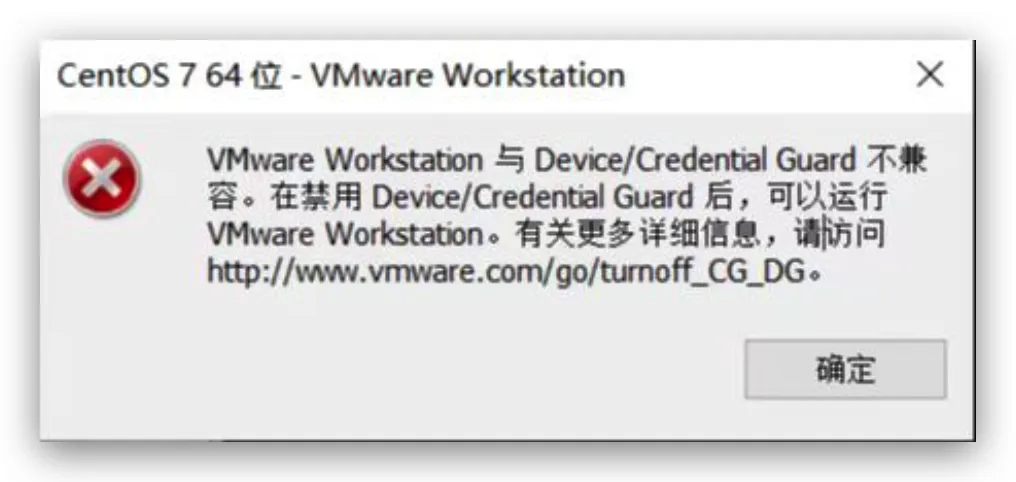 CentOS 7 64 位 - VMware Workstation
VMware Workstation 与 Device/Credential Guard 不兼
容。在禁用 Device/Credential Guard 后，可以运行
VMware Workstation。有关更多详细信息，请访问
http://www.vmware.com/go/turnoff_CG_DG。
确定